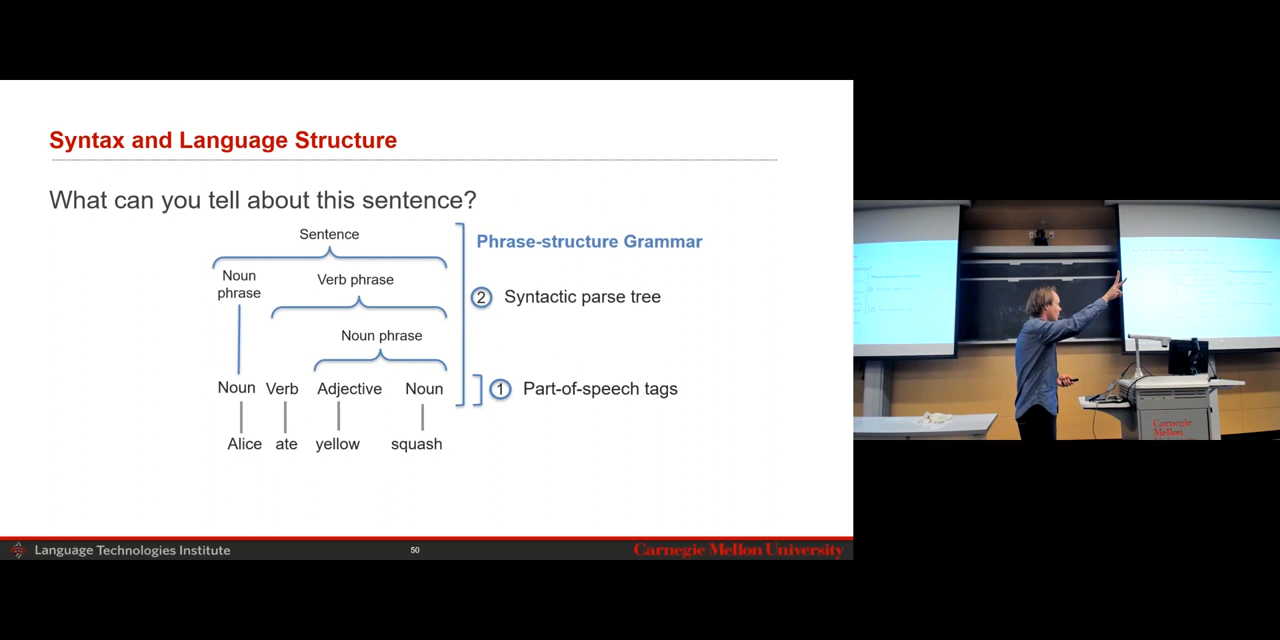 Syntax and Language Structure
What can you tell about this sentence?
Sentence
Phrase-structure Grammar
Noun
phrase
Verb phrase
2 Syntactic parse tree
Noun phrase
Noun Verb Adjective Noun
1 Part-of-speech tags
Alice ate yellow squash
Language Technologies Institute
50
Carnegie Mellon University
Carnegie
Mellon